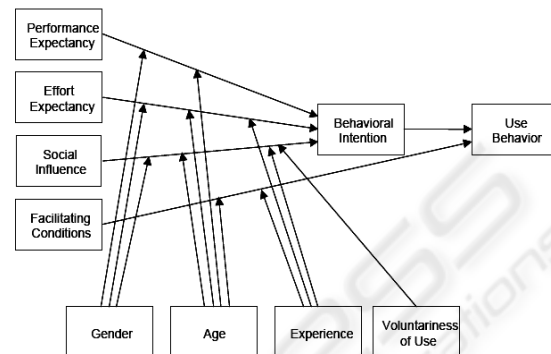 Performance
Expectancy
Effort
Expectancy
Social
Influence
Facilitating
Conditions
Behavioral
Intention
Use
Behavior
Gender
Age
Experience
Voluntariness
of Use